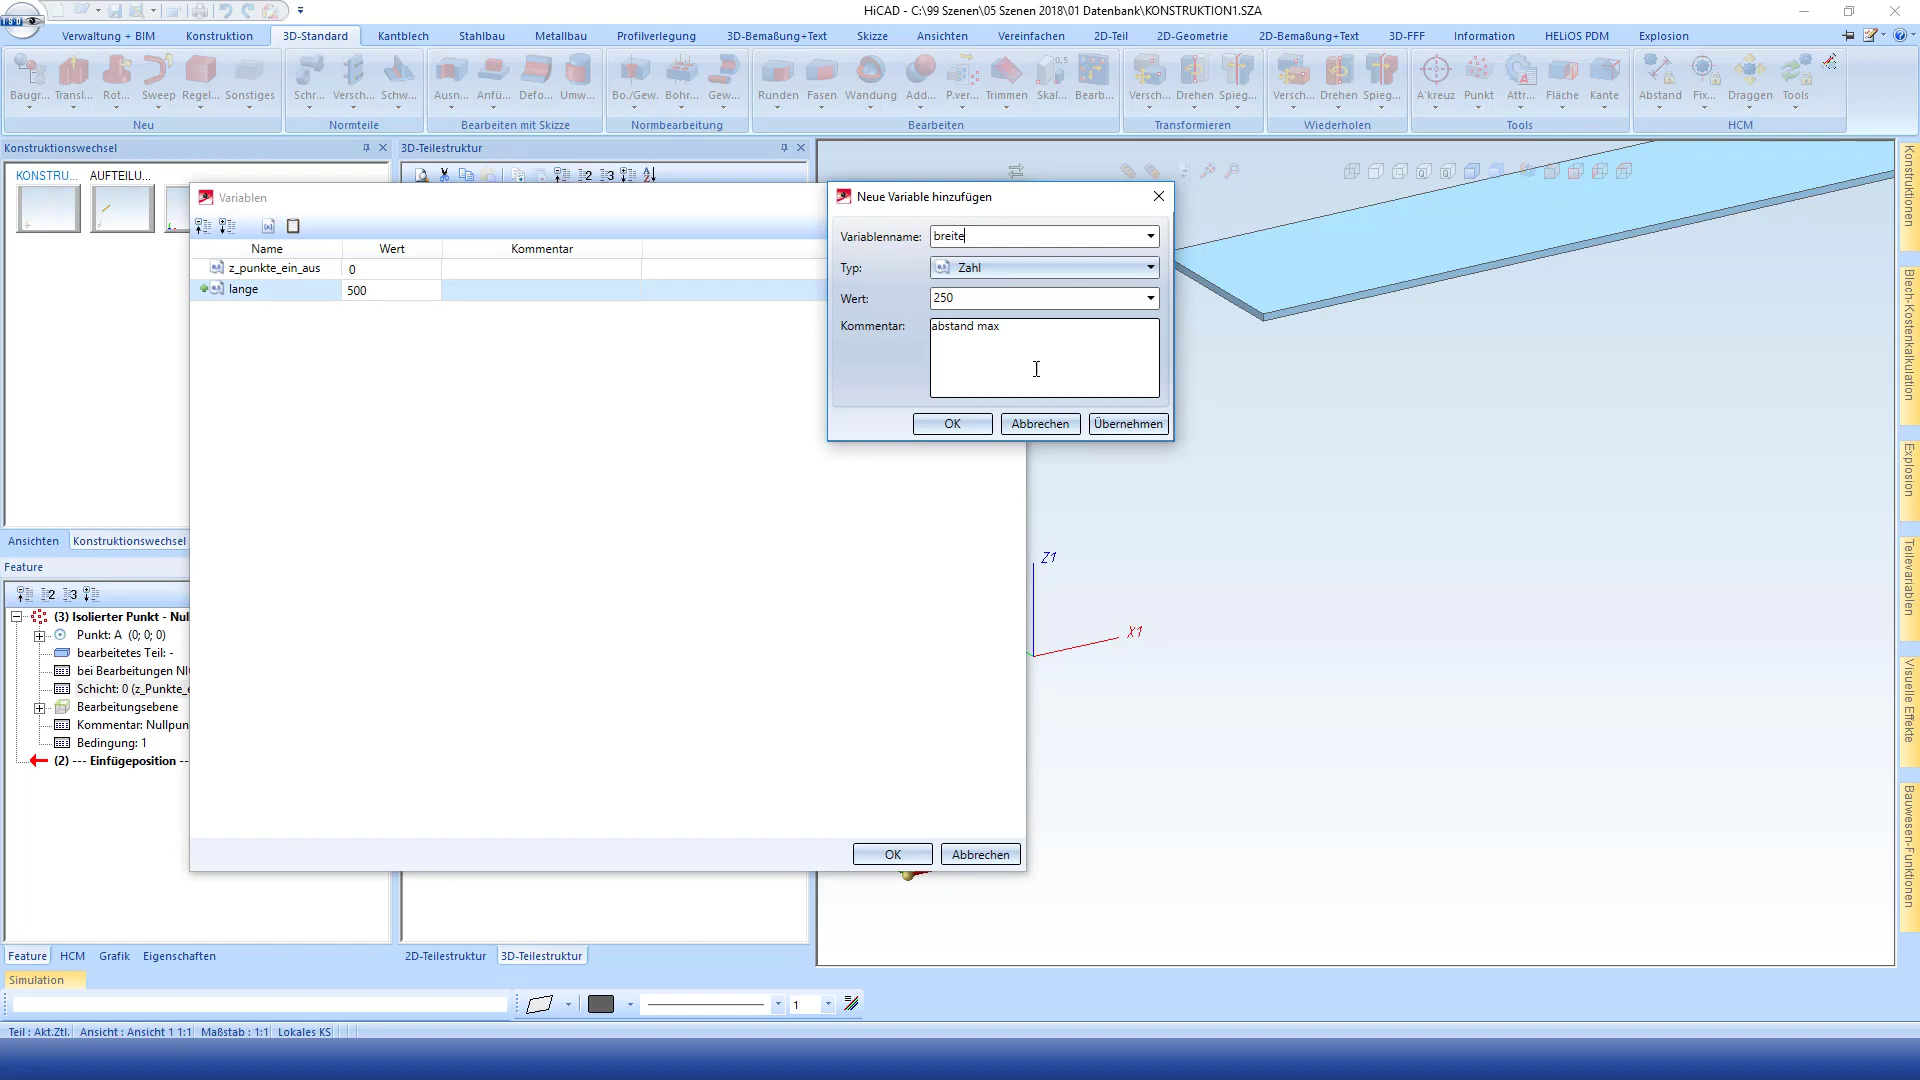 HiCAD - C:\99 Szenen\05 Szenen 2018\01 Datenbank\KONSTRUKTION1.SZA
ISD
Verwaltung + BIM Konstruktion 3D-Standard Kantblech Stahlbau Metallbau Profilverlegung 3D-Bemaßung+Text Skizze Ansichten Vereinfachen 2D-Teil 2D-Geometrie 2D-Bemaßung+Text 3D-FFF Information HELiOS PDM Explosion
Baugr... Transl... Rot... Sweep Regel... Sonstiges Schr... Versch... Schw... Ausn... Anfü... Defo... Umw... Bo./Gew. Bohr... Gew... Runden Fasen Wandung Add... P.ver... Trimmen Skal... Bearb... Versch... Drehen Spieg... Versch... Drehen Spieg... A'kreuz Punkt Attr... Fläche Kante Abstand Fix... Draggen Tools
Neu Normteile Bearbeiten mit Skizze Normbearbeitung Bearbeiten Transformieren Wiederholen Tools HCM
Konstruktionswechsel
3D-Teilestruktur
KONSTRU... AUFTEILU...
Variablen
Name Wert Kommentar
z_punkte_ein_aus 0
lange 500
OK Abbrechen
Neue Variable hinzufügen
Variablenname: breite
Typ: Zahl
Wert: 250
Kommentar: abstand max
OK Abbrechen Übernehmen
Ansichten Konstruktionswechsel
Feature
2 3
(3) Isolierter Punkt - Nul
Punkt: A (0; 0; 0)
bearbeitetes Teil: -
bei Bearbeitungen NI
Schicht: 0 (z_Punkte_e
Bearbeitungsebene
Kommentar: Nullpun
Bedingung: 1
(2) --- Einfügeposition --
Feature HCM Grafik Eigenschaften
2D-Teilestruktur 3D-Teilestruktur
Z1
X1
Konstruktionen
Blech-Kostenkalkulation
Explosion
Teilevariablen
Visuelle Effekte
Bauwesen-Funktionen
Simulation
1
Teil : Akt.Ztl. Ansicht : Ansicht 1 1:1 Maßstab : 1:1 Lokales KS